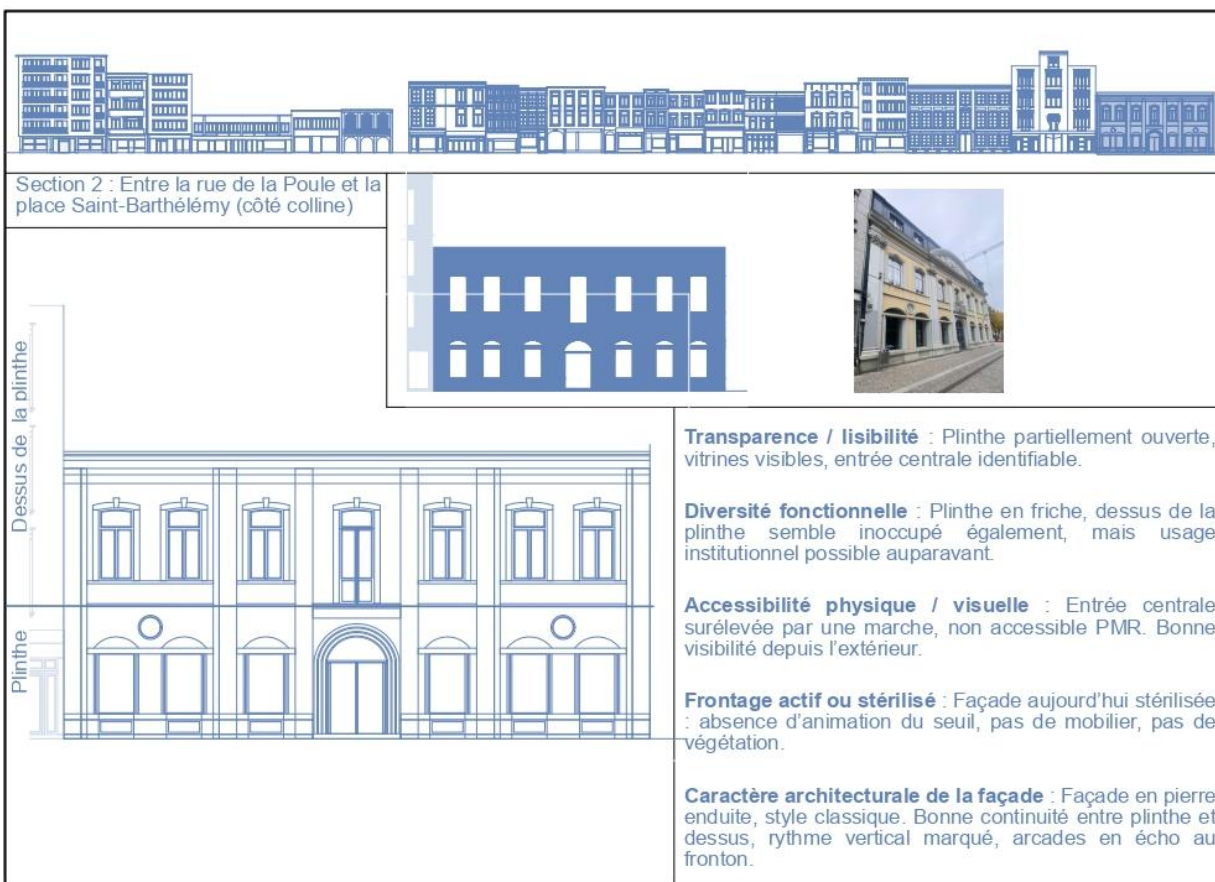 Section 2 : Entre la rue de la Poule et la
place Saint-Barthélémy (côté colline)
Dessus de la plinthe
Plinthe
Transparence / lisibilité : Plinthe partiellement ouverte,
vitrines visibles, entrée centrale identifiable.
Diversité fonctionnelle : Plinthe en friche, dessus de la
plinthe semble inoccupé également, mais usage
institutionnel possible auparavant.
Accessibilité physique / visuelle : Entrée centrale
surélevée par une marche, non accessible PMR. Bonne
visibilité depuis l'extérieur.
Frontage actif ou stérilisé : Façade aujourd'hui stérilisée
: absence d'animation du seuil, pas de mobilier, pas de
végétation.
Caractère architecturale de la façade : Façade en pierre
enduite, style classique. Bonne continuité entre plinthe et
dessus, rythme vertical marqué, arcades en écho au
fronton.